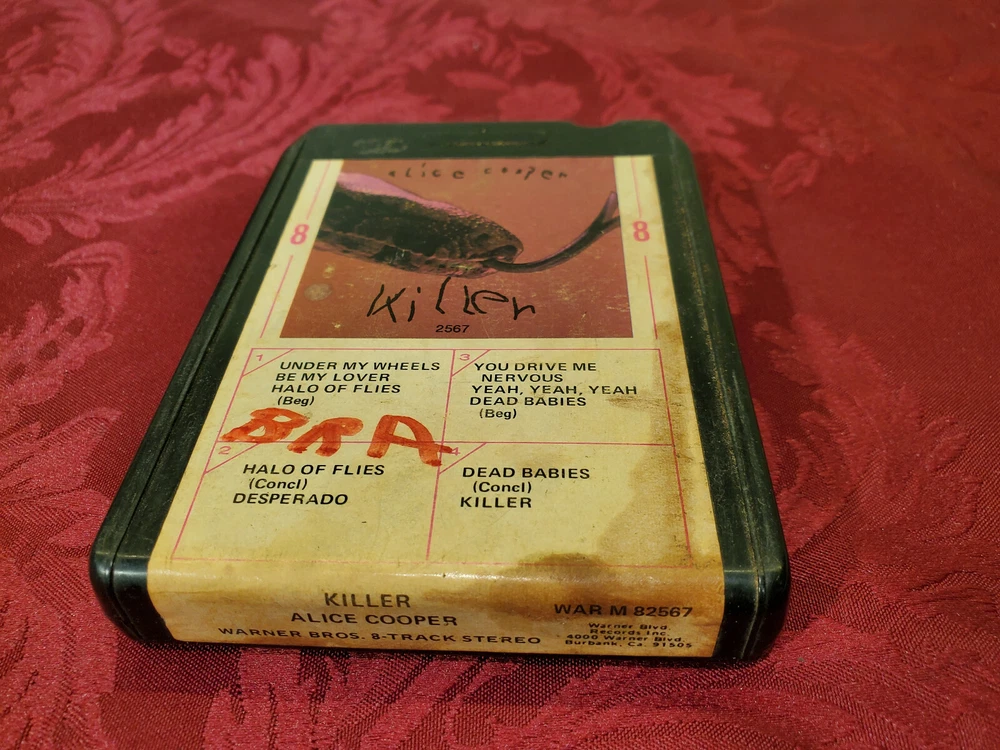 alice cooper
8
8
killer
2567
1
UNDER MY WHEELS
BE MY LOVER
HALO OF FLIES
(Beg)
3
YOU DRIVE ME
NERVOUS
YEAH, YEAH, YEAH
DEAD BABIES
(Beg)
BRA
2
HALO OF FLIES
(Concl)
DESPERADO
4
DEAD BABIES
(Concl)
KILLER
KILLER
ALICE COOPER
WARNER BROS. 8-TRACK STEREO
WAR M 82567
Warner Blvd.
Records Inc.
4000 Warner Blvd.
Burbank, Ca. 91505